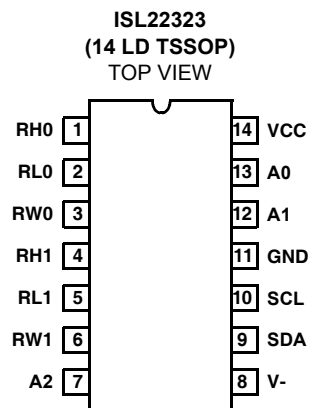 ISL22323
(14 LD TSSOP)
TOP VIEW
RH0 1 14 VCC
RL0 2 13 A0
RW0 3 12 A1
RH1 4 11 GND
RL1 5 10 SCL
RW1 6 9 SDA
A2 7 8 V-